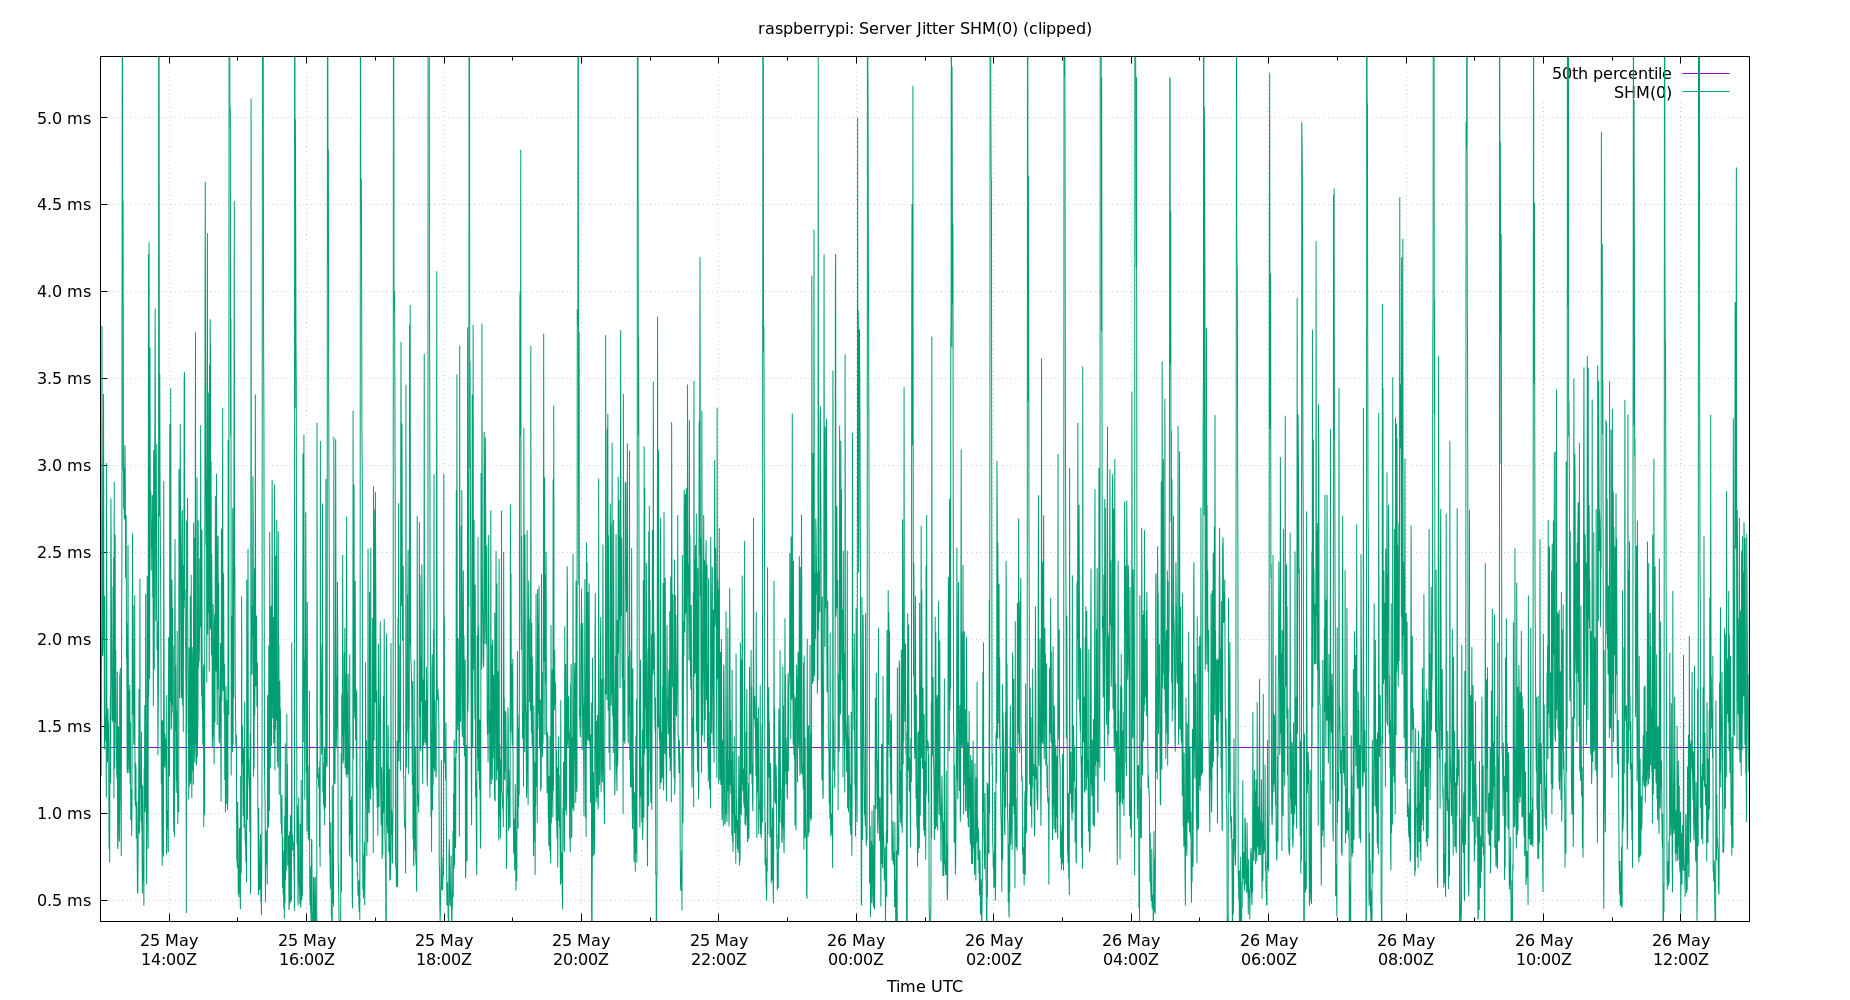 raspberrypi: Server Jitter SHM(0) (clipped)
50th percentile
SHM(0)
5.0 ms
4.5 ms
4.0 ms
3.5 ms
3.0 ms
2.5 ms
2.0 ms
1.5 ms
1.0 ms
0.5 ms
25 May 25 May 25 May 25 May 25 May 26 May 26 May 26 May 26 May 26 May 26 May 26 May
14:00Z 16:00Z 18:00Z 20:00Z 22:00Z 00:00Z 02:00Z 04:00Z 06:00Z 08:00Z 10:00Z 12:00Z
Time UTC